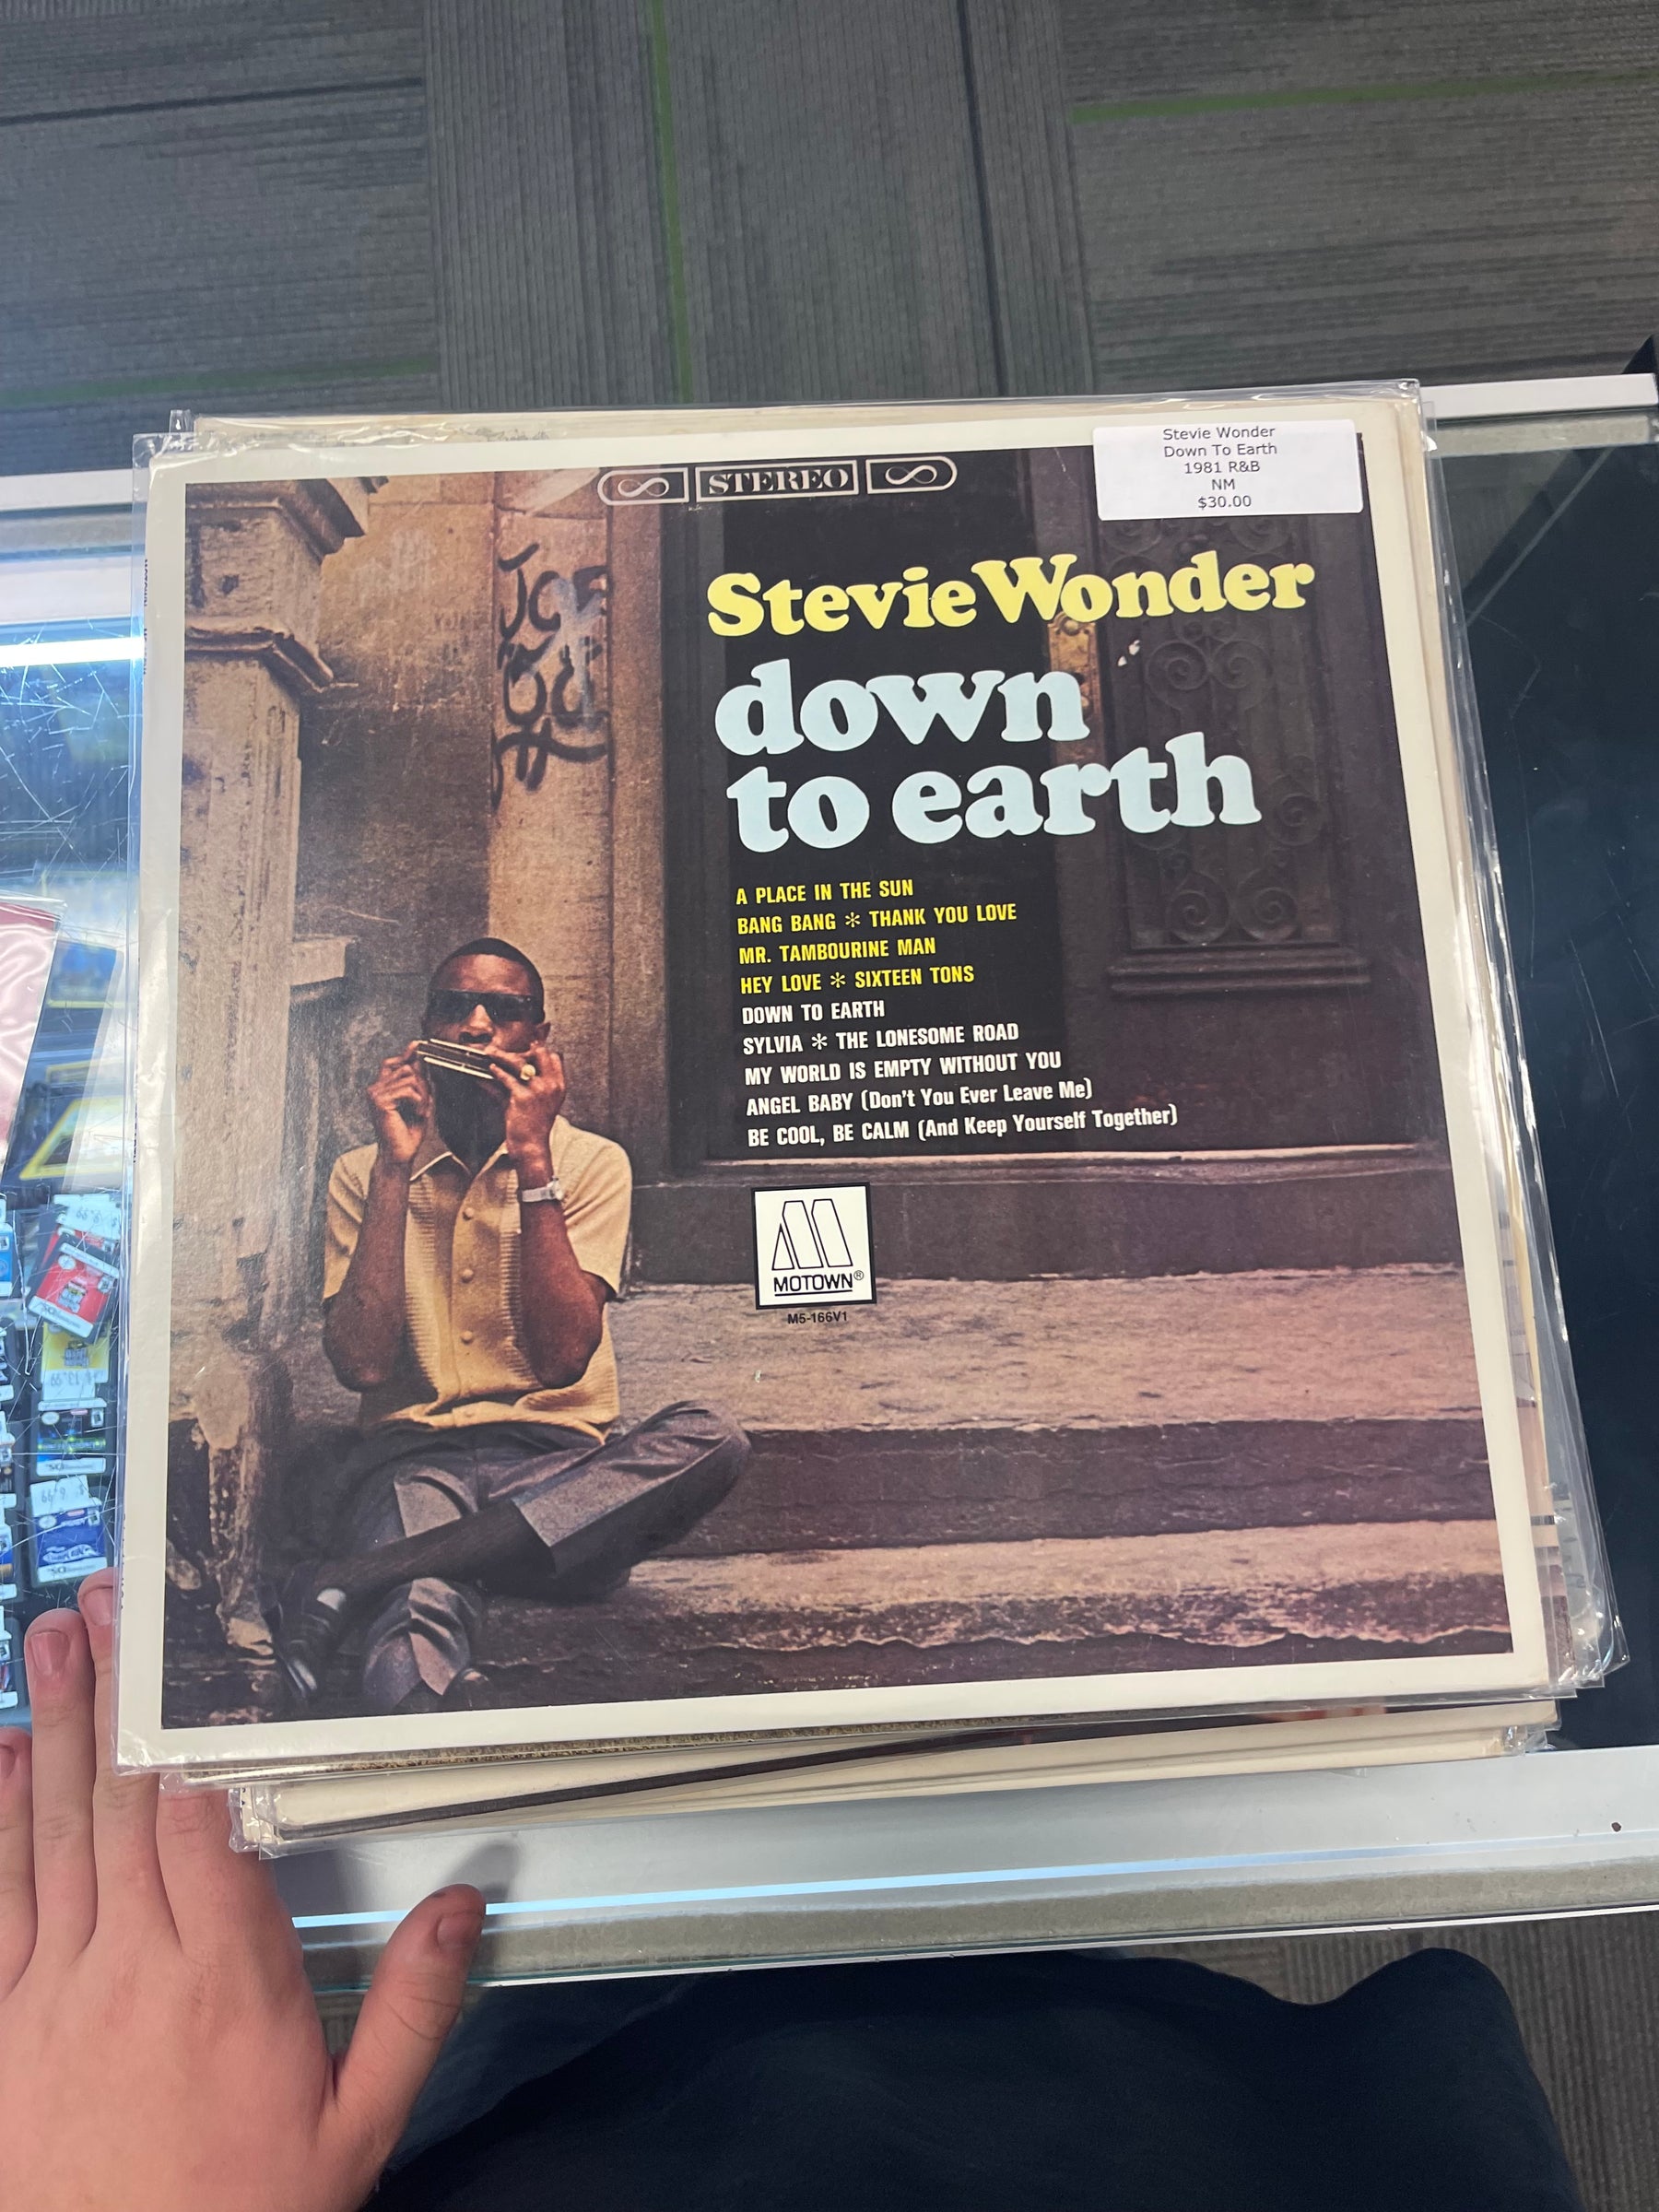 Stevie Wonder
Down To Earth
1981 R&B
NM
$30.00
STEREO
JOE
Stevie Wonder
down
to earth
A PLACE IN THE SUN
BANG BANG ✻ THANK YOU LOVE
MR. TAMBOURINE MAN
HEY LOVE ✻ SIXTEEN TONS
DOWN TO EARTH
SYLVIA ✻ THE LONESOME ROAD
MY WORLD IS EMPTY WITHOUT YOU
ANGEL BABY (Don't You Ever Leave Me)
BE COOL, BE CALM (And Keep Yourself Together)
MOTOWN®
M5-166V1